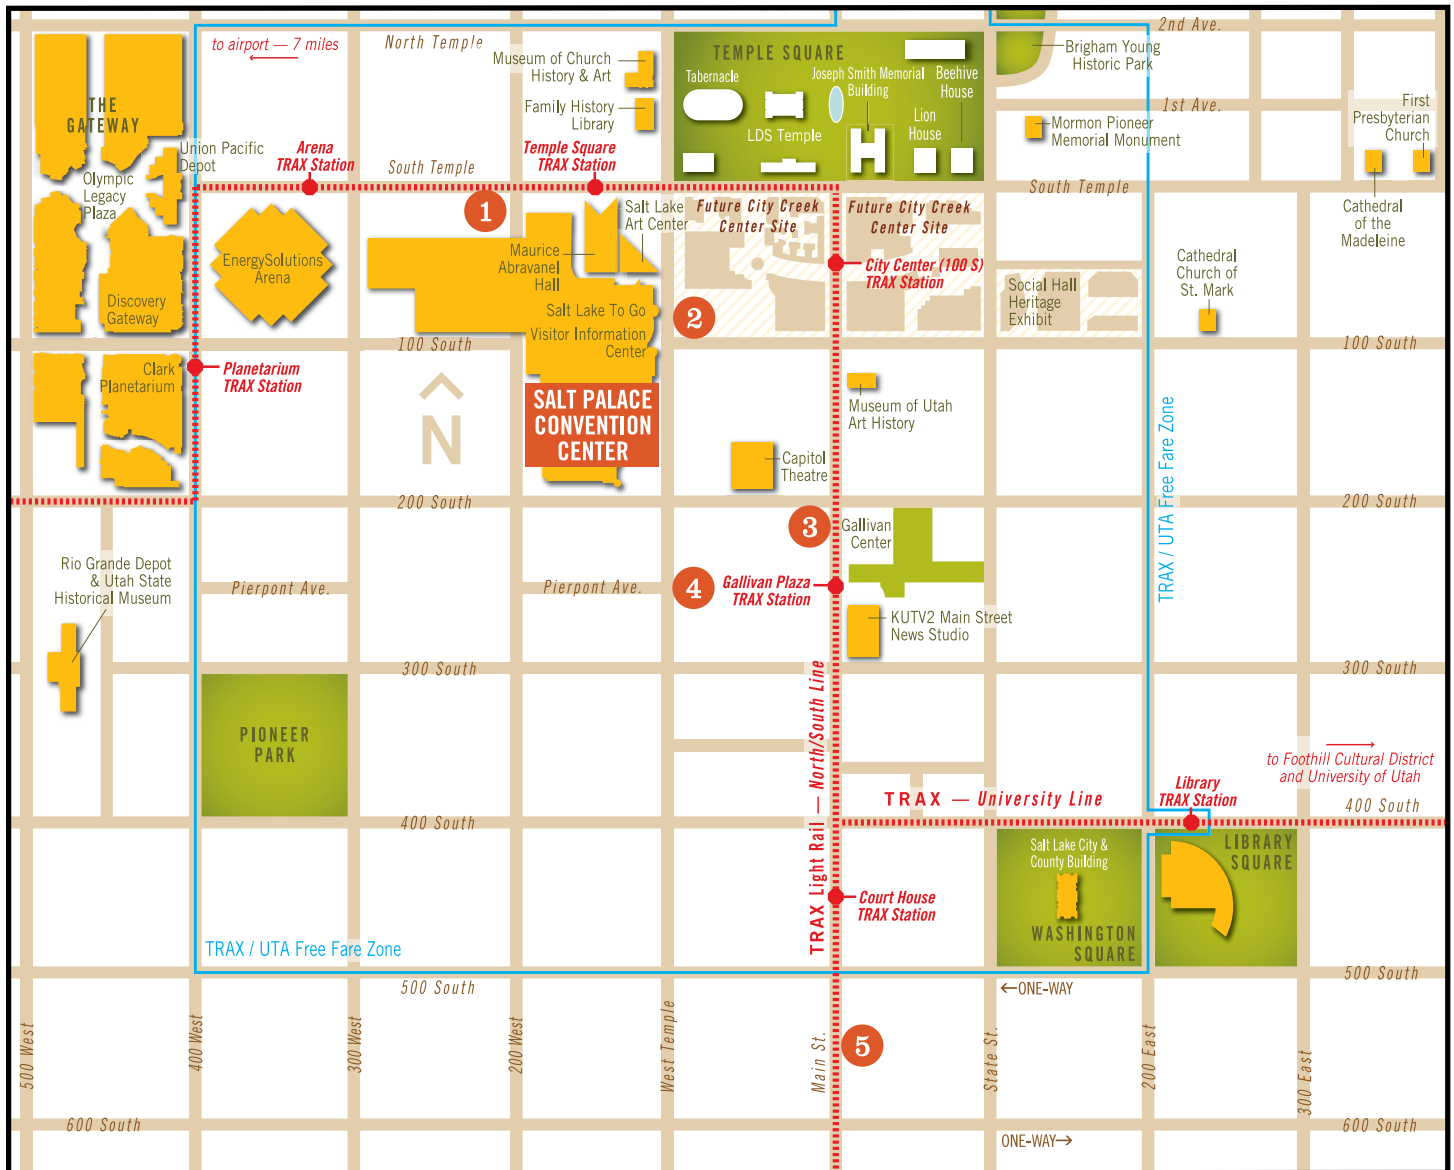 2nd Ave.
to airport — 7 miles
North Temple
Museum of Church
History & Art
TEMPLE SQUARE
Brigham Young
Historic Park
Tabernacle
Joseph Smith Memorial
Building
Beehive
House
THE
GATEWAY
Family History
Library
LDS Temple
Lion
House
1st Ave.
Mormon Pioneer
Memorial Monument
First
Presbyterian
Church
Union Pacific
Depot
Arena
TRAX Station
South Temple
Temple Square
TRAX Station
Olympic
Legacy
Plaza
South Temple
1
Salt Lake
Art Center
Future City Creek
Center Site
Future City Creek
Center Site
Cathedral
of the
Madeleine
EnergySolutions
Arena
Maurice
Abravanel
Hall
City Center (100 S)
TRAX Station
Cathedral
Church of
St. Mark
Discovery
Gateway
Salt Lake To Go
Visitor Information
Center
2
Social Hall
Heritage
Exhibit
100 South
100 South
Clark
Planetarium
Planetarium
TRAX Station
N
SALT PALACE
CONVENTION
CENTER
Museum of Utah
Art History
Capitol
Theatre
TRAX / UTA Free Fare Zone
200 South
200 South
3
Gallivan
Center
Rio Grande Depot
& Utah State
Historical Museum
Pierpont Ave.
Pierpont Ave.
4
Gallivan Plaza
TRAX Station
KUTV2 Main Street
News Studio
300 South
300 South
PIONEER
PARK
TRAX Light Rail — North/South Line
to Foothill Cultural District
and University of Utah
TRAX — University Line
Library
TRAX Station
400 South
400 South
Salt Lake City &
County Building
LIBRARY
SQUARE
Court House
TRAX Station
WASHINGTON
SQUARE
TRAX / UTA Free Fare Zone
500 South
500 South
←ONE-WAY
500 West
400 West
300 West
200 West
West Temple
Main St.
5
State St.
200 East
300 East
600 South
600 South
ONE-WAY→